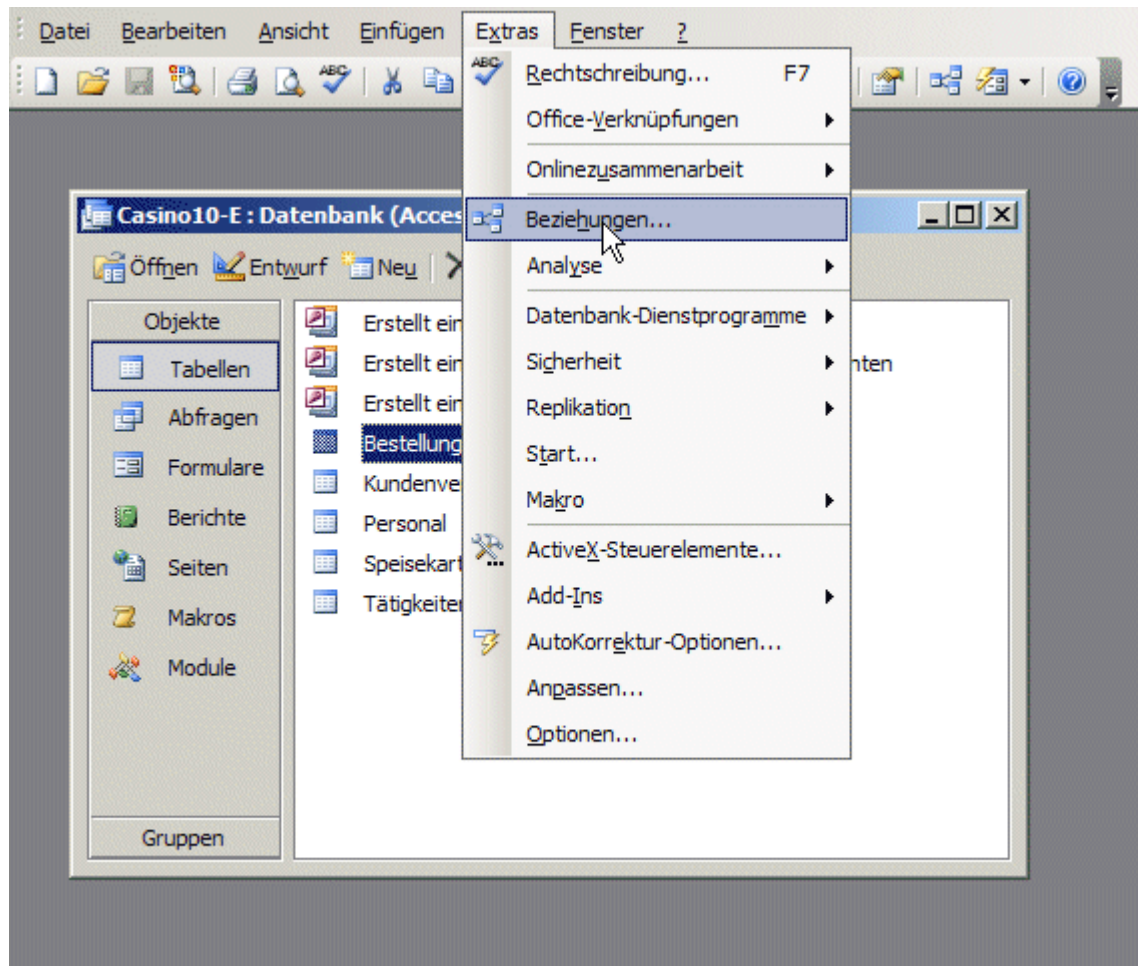 Datei Bearbeiten Ansicht Einfügen Extras Fenster ?
Rechtschreibung... F7
Office-Verknüpfungen
Onlinezusammenarbeit
Beziehungen...
Analyse
Datenbank-Dienstprogramme
Sicherheit
Replikation
Start...
Makro
ActiveX-Steuerelemente...
Add-Ins
AutoKorrektur-Optionen...
Anpassen...
Optionen...
Casino10-E : Datenbank (Acces
Öffnen Entwurf Neu
Objekte
Tabellen
Abfragen
Formulare
Berichte
Seiten
Makros
Module
Gruppen
Erstellt ein
Erstellt ein nten
Erstellt ein
Bestellung
Kundenve
Personal
Speisekart
Tätigkeiten